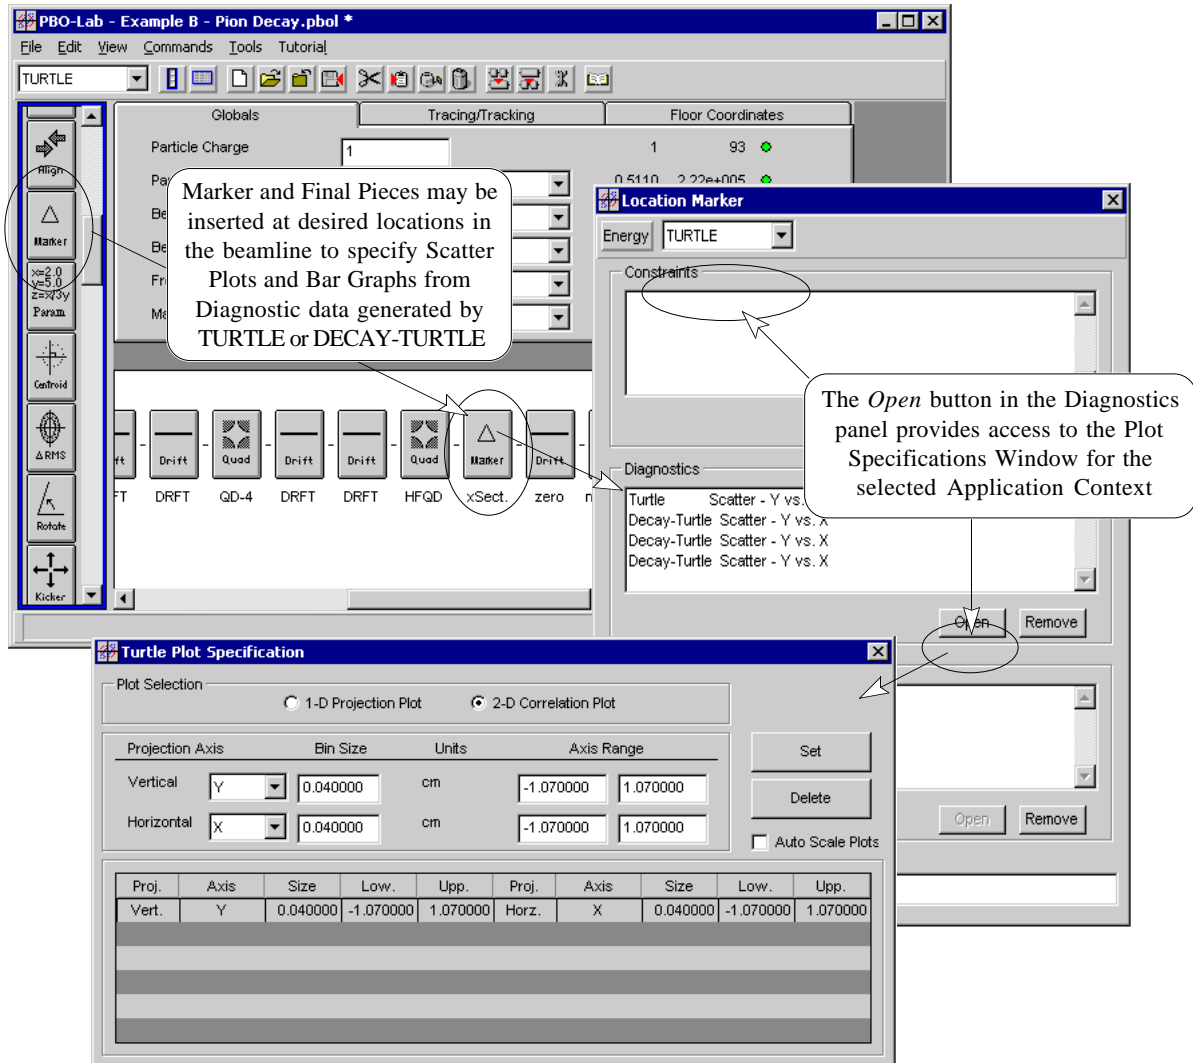 PBO-Lab - Example B - Pion Decay.pbol *
File Edit View Commands Tools Tutorial
TURTLE
Globals Tracing/Tracking Floor Coordinates
Particle Charge 1 1 93
0.5110 2.22e+005
Align
Marker
x=2.0
y=5.0
z=x/3y
Param
Centroid
ΔRMS
Rotate
Kicker
Marker and Final Pieces may be
inserted at desired locations in
the beamline to specify Scatter
Plots and Bar Graphs from
Diagnostic data generated by
TURTLE or DECAY-TURTLE
Drift Quad Drift Drift Quad Marker Drift
DRFT QD-4 DRFT DRFT HFQD xSect. zero
Location Marker
Energy TURTLE
Constraints
The Open button in the Diagnostics
panel provides access to the Plot
Specifications Window for the
selected Application Context
Diagnostics
Turtle Scatter - Y vs.
Decay-Turtle Scatter - Y vs. X
Decay-Turtle Scatter - Y vs. X
Decay-Turtle Scatter - Y vs. X
Open Remove
Open Remove
Turtle Plot Specification
Plot Selection
1-D Projection Plot 2-D Correlation Plot
Projection Axis Bin Size Units Axis Range
Vertical Y 0.040000 cm -1.070000 1.070000
Horizontal X 0.040000 cm -1.070000 1.070000
Set
Delete
Auto Scale Plots
Proj. Axis Size Low. Upp. Proj. Axis Size Low. Upp.
Vert. Y 0.040000 -1.070000 1.070000 Horz. X 0.040000 -1.070000 1.070000